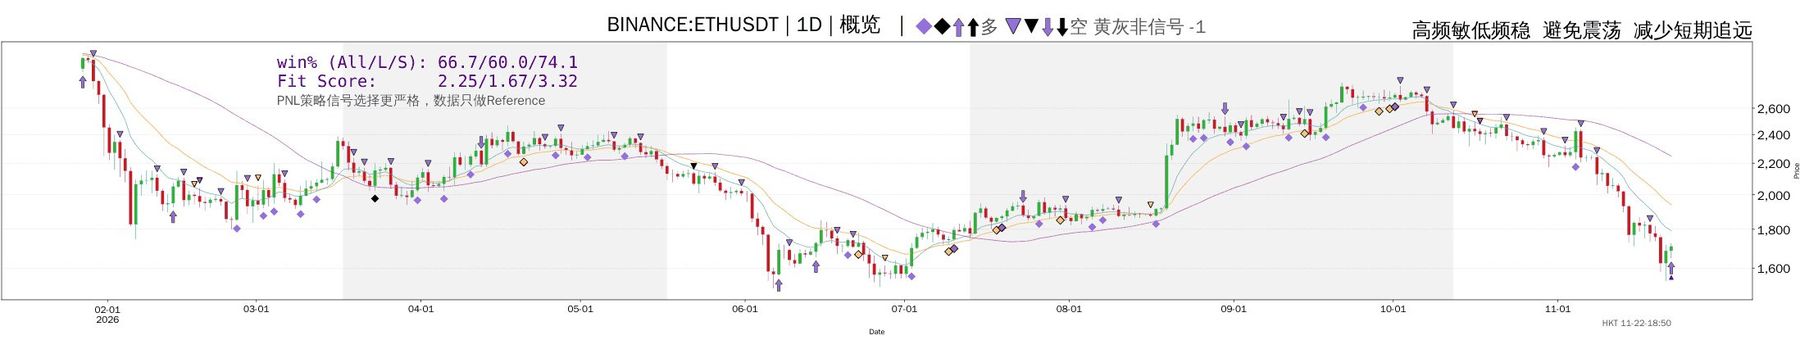 BINANCE:ETHUSDT | 1D | 概览 | 多 空 黄灰非信号 -1
高频敏低频稳 避免震荡 减少短期追远
win% (All/L/S): 66.7/60.0/74.1
Fit Score: 2.25/1.67/3.32
PNL策略信号选择更严格，数据只做Reference
2,600
2,400
2,200
2,000
1,800
1,600
Price
02-01
2026
03-01
04-01
05-01
06-01
07-01
08-01
09-01
10-01
11-01
Date
HKT 11-22-18:50